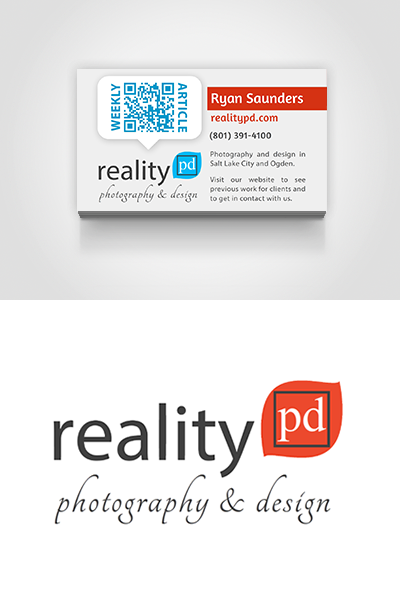 WEEKLY
ARTICLE
reality pd
photography & design
Ryan Saunders
realitypd.com
(801) 391-4100
Photography and design in
Salt Lake City and Ogden.
Visit our website to see
previous work for clients and
to get in contact with us.
reality pd
photography & design